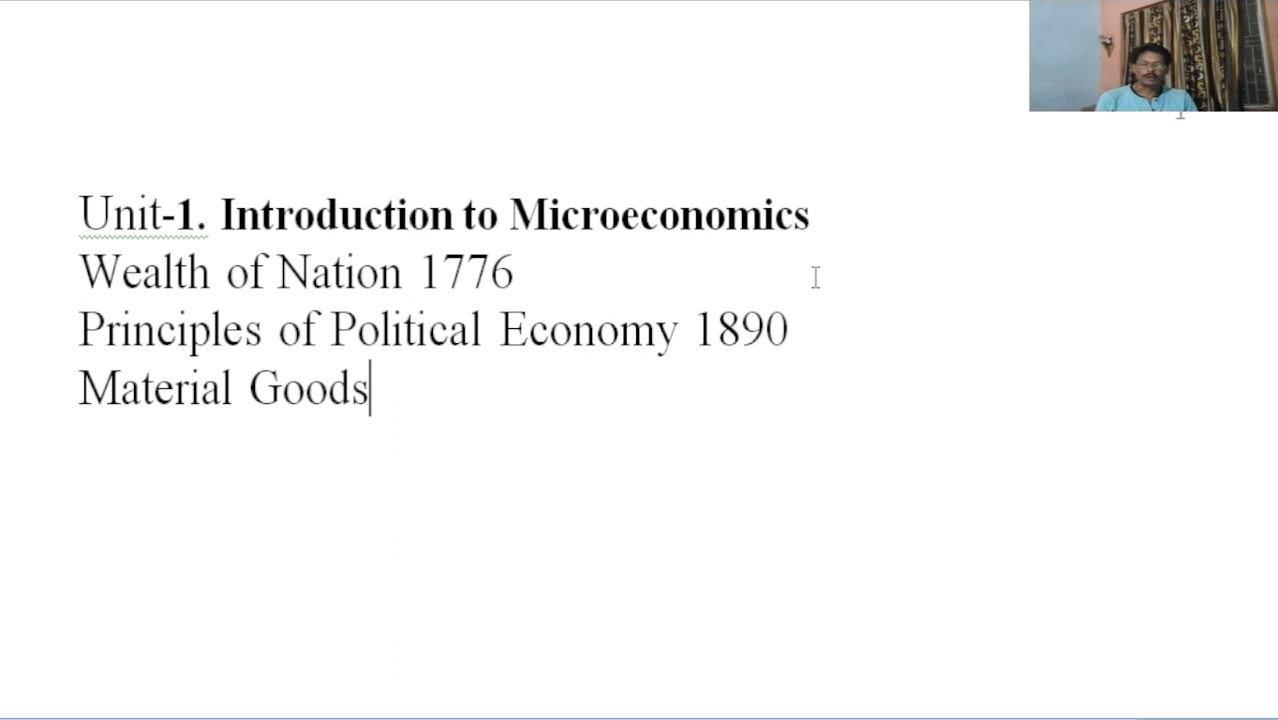 Unit-1. Introduction to Microeconomics
Wealth of Nation 1776
Principles of Political Economy 1890
Material Goods